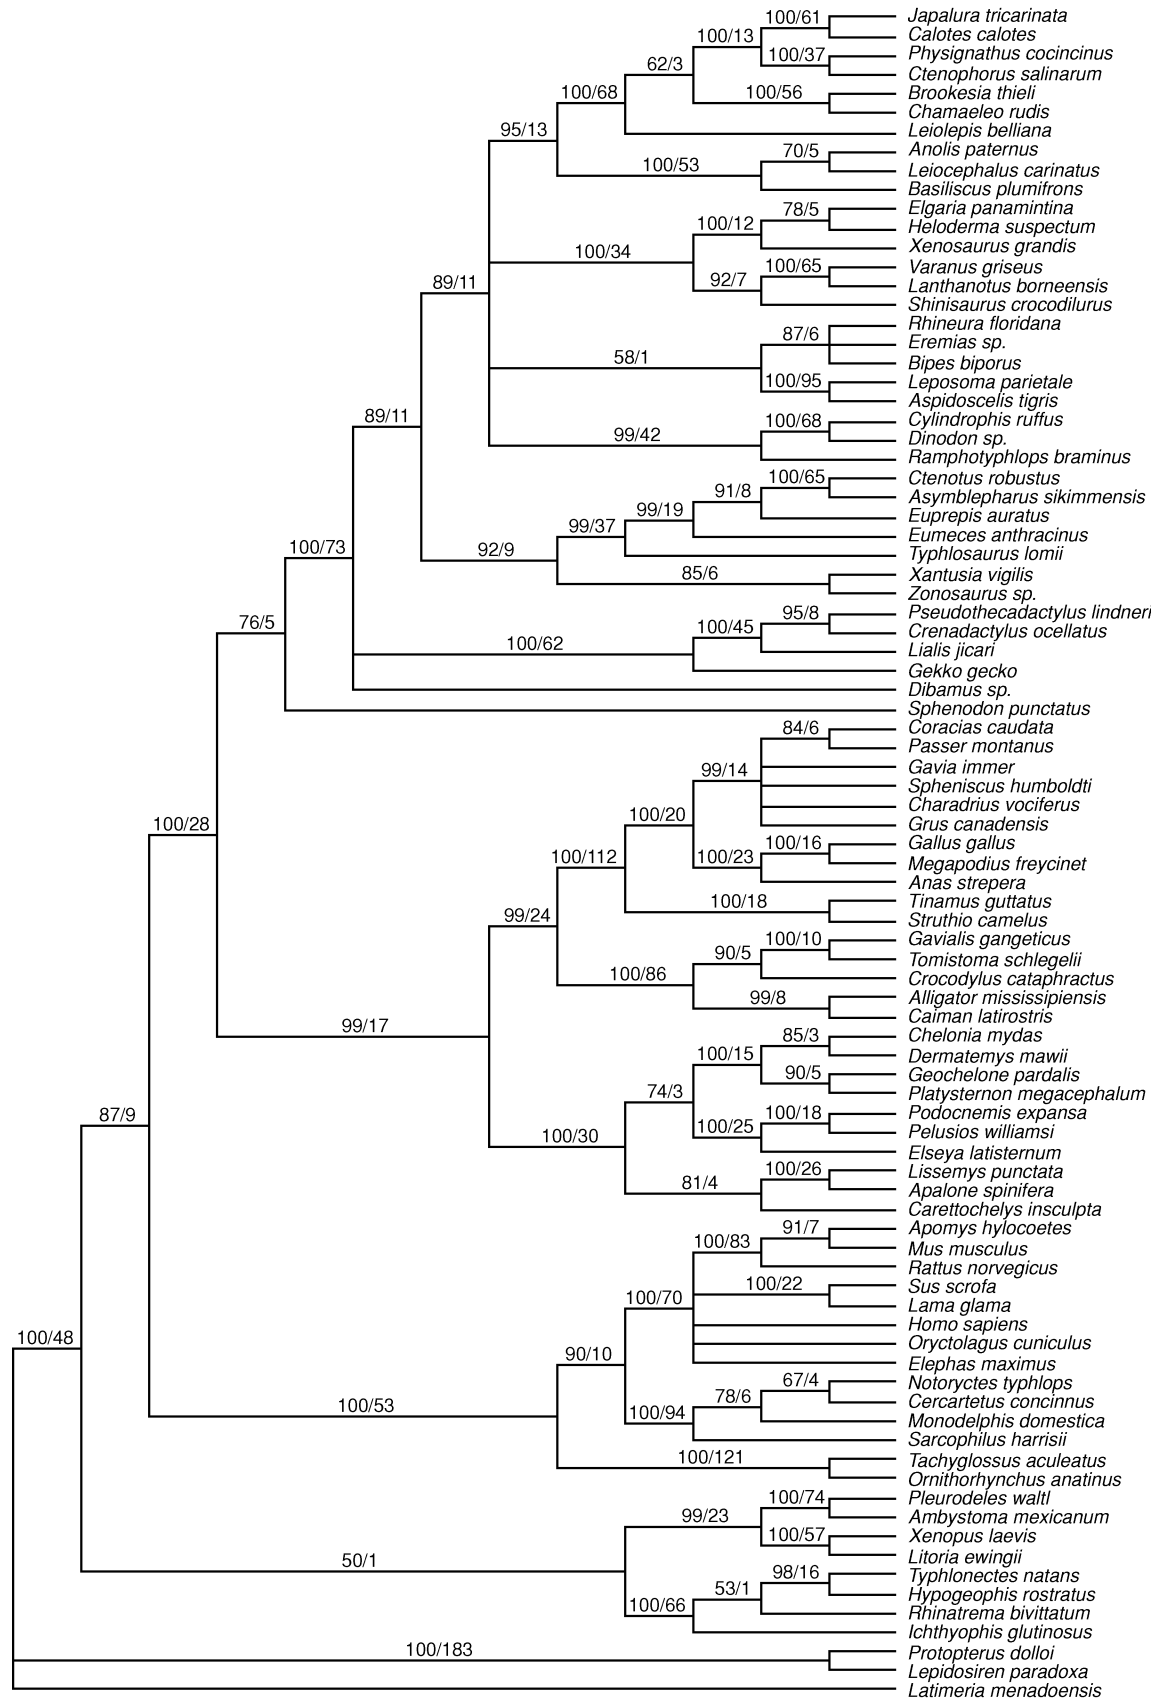 100/61 Japalura tricarinata
100/13 Calotes calotes
100/37 Physignathus cocincinus
62/3 Ctenophorus salinarum
100/68 100/56 Brookesia thieli
Chamaeleo rudis
95/13 Leiolepis belliana
70/5 Anolis paternus
100/53 Leiocephalus carinatus
Basiliscus plumifrons
78/5 Elgaria panamintina
100/12 Heloderma suspectum
100/34 Xenosaurus grandis
100/65 Varanus griseus
89/11 92/7 Lanthanotus borneensis
Shinisaurus crocodilurus
Rhineura floridana
87/6 Eremias sp.
58/1 Bipes biporus
100/95 Leposoma parietale
Aspidoscelis tigris
89/11 100/68 Cylindrophis ruffus
99/42 Dinodon sp.
Ramphotyphlops braminus
100/65 Ctenotus robustus
91/8 Asymblepharus sikimmensis
99/19 Euprepis auratus
99/37 Eumeces anthracinus
100/73 92/9 Typhlosaurus lomii
85/6 Xantusia vigilis
Zonosaurus sp.
95/8 Pseudothecadactylus lindneri
76/5 100/45 Crenadactylus ocellatus
100/62 Lialis jicari
Gekko gecko
Dibamus sp.
Sphenodon punctatus
84/6 Coracias caudata
Passer montanus
99/14 Gavia immer
Spheniscus humboldti
100/20 Charadrius vociferus
100/28 Grus canadensis
100/16 Gallus gallus
100/112 100/23 Megapodius freycinet
Anas strepera
100/18 Tinamus guttatus
99/24 Struthio camelus
100/10 Gavialis gangeticus
90/5 Tomistoma schlegelii
100/86 Crocodylus cataphractus
99/8 Alligator mississipiensis
Caiman latirostris
99/17 85/3 Chelonia mydas
100/15 Dermatemys mawii
90/5 Geochelone pardalis
74/3 Platysternon megacephalum
87/9 100/18 Podocnemis expansa
100/30 100/25 Pelusios williamsi
Elseya latisternum
100/26 Lissemys punctata
81/4 Apalone spinifera
Carettochelys insculpta
91/7 Apomys hylocoetes
100/83 Mus musculus
Rattus norvegicus
100/22 Sus scrofa
100/70 Lama glama
Homo sapiens
100/48 Oryctolagus cuniculus
90/10 Elephas maximus
67/4 Notoryctes typhlops
78/6 Cercartetus concinnus
100/53 100/94 Monodelphis domestica
Sarcophilus harrisii
100/121 Tachyglossus aculeatus
Ornithorhynchus anatinus
100/74 Pleurodeles waltl
99/23 Ambystoma mexicanum
100/57 Xenopus laevis
50/1 Litoria ewingii
98/16 Typhlonectes natans
53/1 Hypogeophis rostratus
100/66 Rhinatrema bivittatum
Ichthyophis glutinosus
100/183 Protopterus dolloi
Lepidosiren paradoxa
Latimeria menadoensis